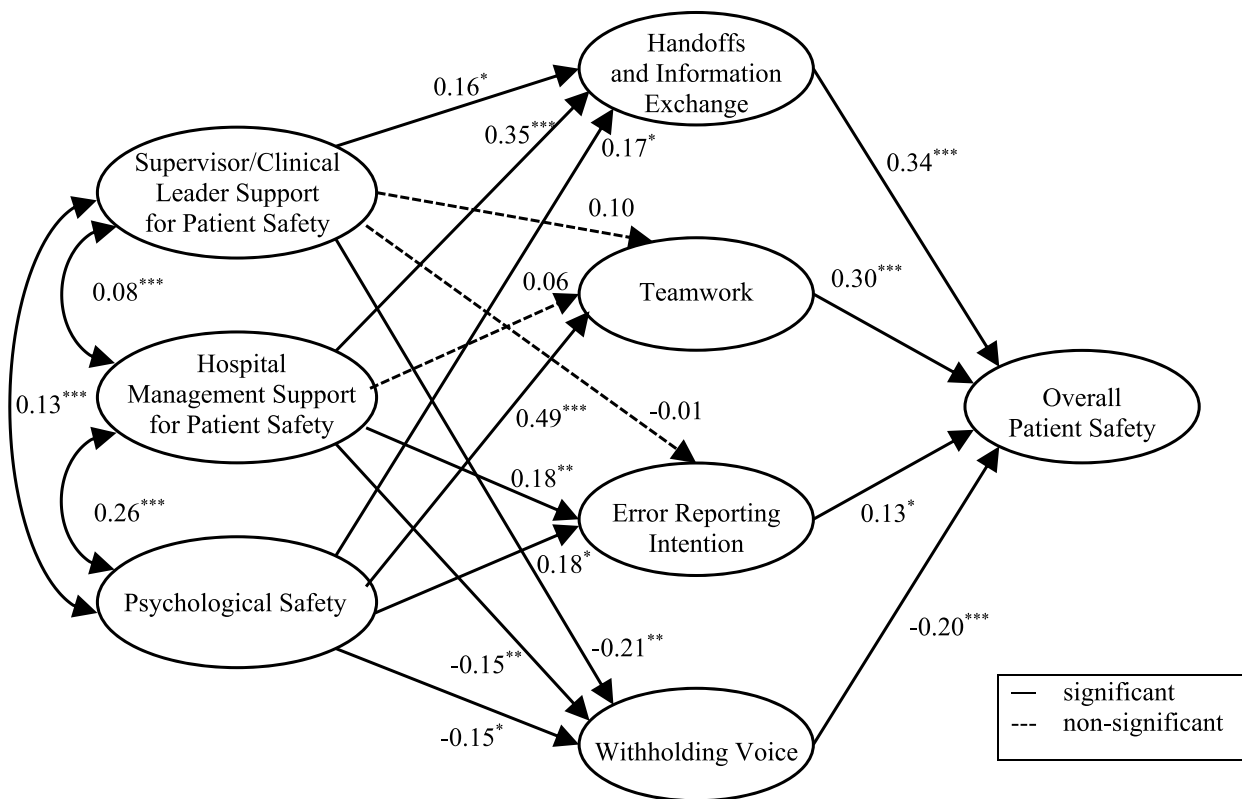 Handoffs
and Information
Exchange
0.16*
0.35***
0.17*
0.34***
Supervisor/Clinical
Leader Support
for Patient Safety
0.10
0.08***
0.06
Teamwork
0.30***
Hospital
Management Support
for Patient Safety
0.13***
0.49***
-0.01
Overall
Patient Safety
0.18**
0.26***
Error Reporting
Intention
0.13*
0.18*
Psychological Safety
-0.15**
-0.21**
-0.20***
-0.15*
Withholding Voice
significant
non-significant